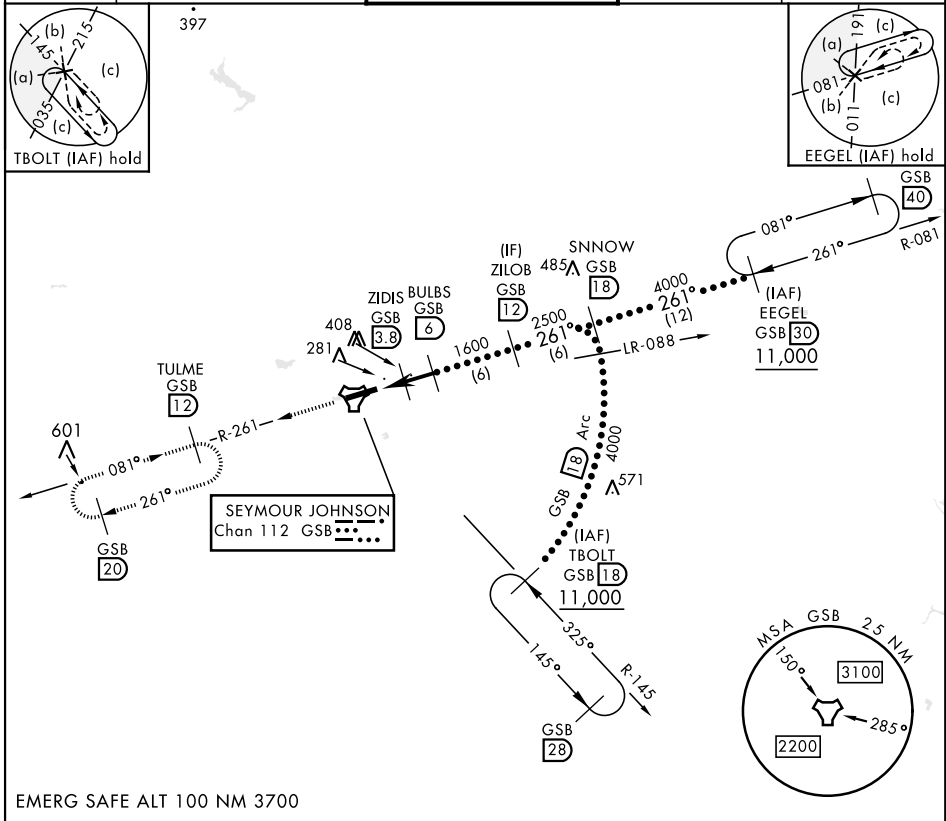 397
(b)
215
145
(a)
(c)
035
(c)
TBOLT (IAF) hold
(c)
191
(a)
081
(b)
011
(c)
EEGEL (IAF) hold
GSB
40
081°
R-081
261°
(IF)
ZILOB
GSB
12
SNNOW
485
GSB
18
4000
261°
(12)
(IAF)
EEGEL
GSB 30
11,000
ZIDIS
GSB
3.8
BULBS
GSB
6
408
281
1600
(6)
2500
261°
(6)
LR-088
TULME
GSB
12
R-261
601
081°
261°
GSB
20
SEYMOUR JOHNSON
Chan 112 GSB
GSB 18 Arc
4000
571
(IAF)
TBOLT
GSB 18
11,000
325°
145°
R-145
GSB
28
MSA GSB 25 NM
150°
3100
285°
2200
EMERG SAFE ALT 100 NM 3700